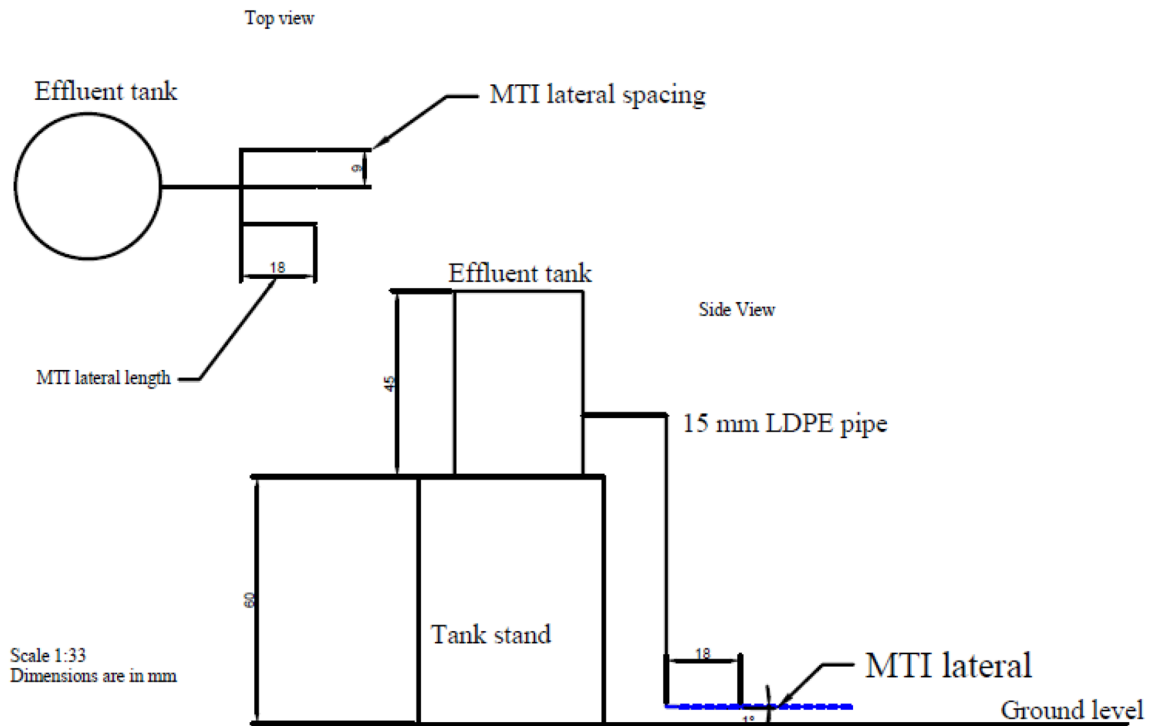 Top view
Effluent tank
MTI lateral spacing
9
18
Effluent tank
Side View
MTI lateral length
45
15 mm LDPE pipe
60
Tank stand
18
MTI lateral
Scale 1:33
Dimensions are in mm
Ground level
1°